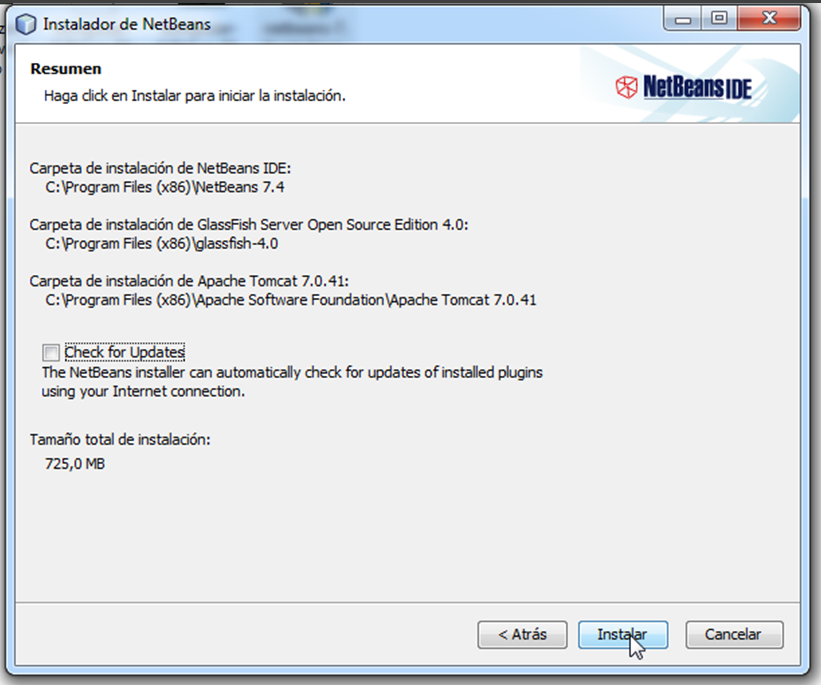 Instalador de NetBeans
Resumen
Haga click en Instalar para iniciar la instalación.
NetBeans IDE
Carpeta de instalación de NetBeans IDE:
C:\Program Files (x86)\NetBeans 7.4
Carpeta de instalación de GlassFish Server Open Source Edition 4.0:
C:\Program Files (x86)\glassfish-4.0
Carpeta de instalación de Apache Tomcat 7.0.41:
C:\Program Files (x86)\Apache Software Foundation\Apache Tomcat 7.0.41
Check for Updates
The NetBeans installer can automatically check for updates of installed plugins
using your Internet connection.
Tamaño total de instalación:
725,0 MB
< Atrás Instalar Cancelar